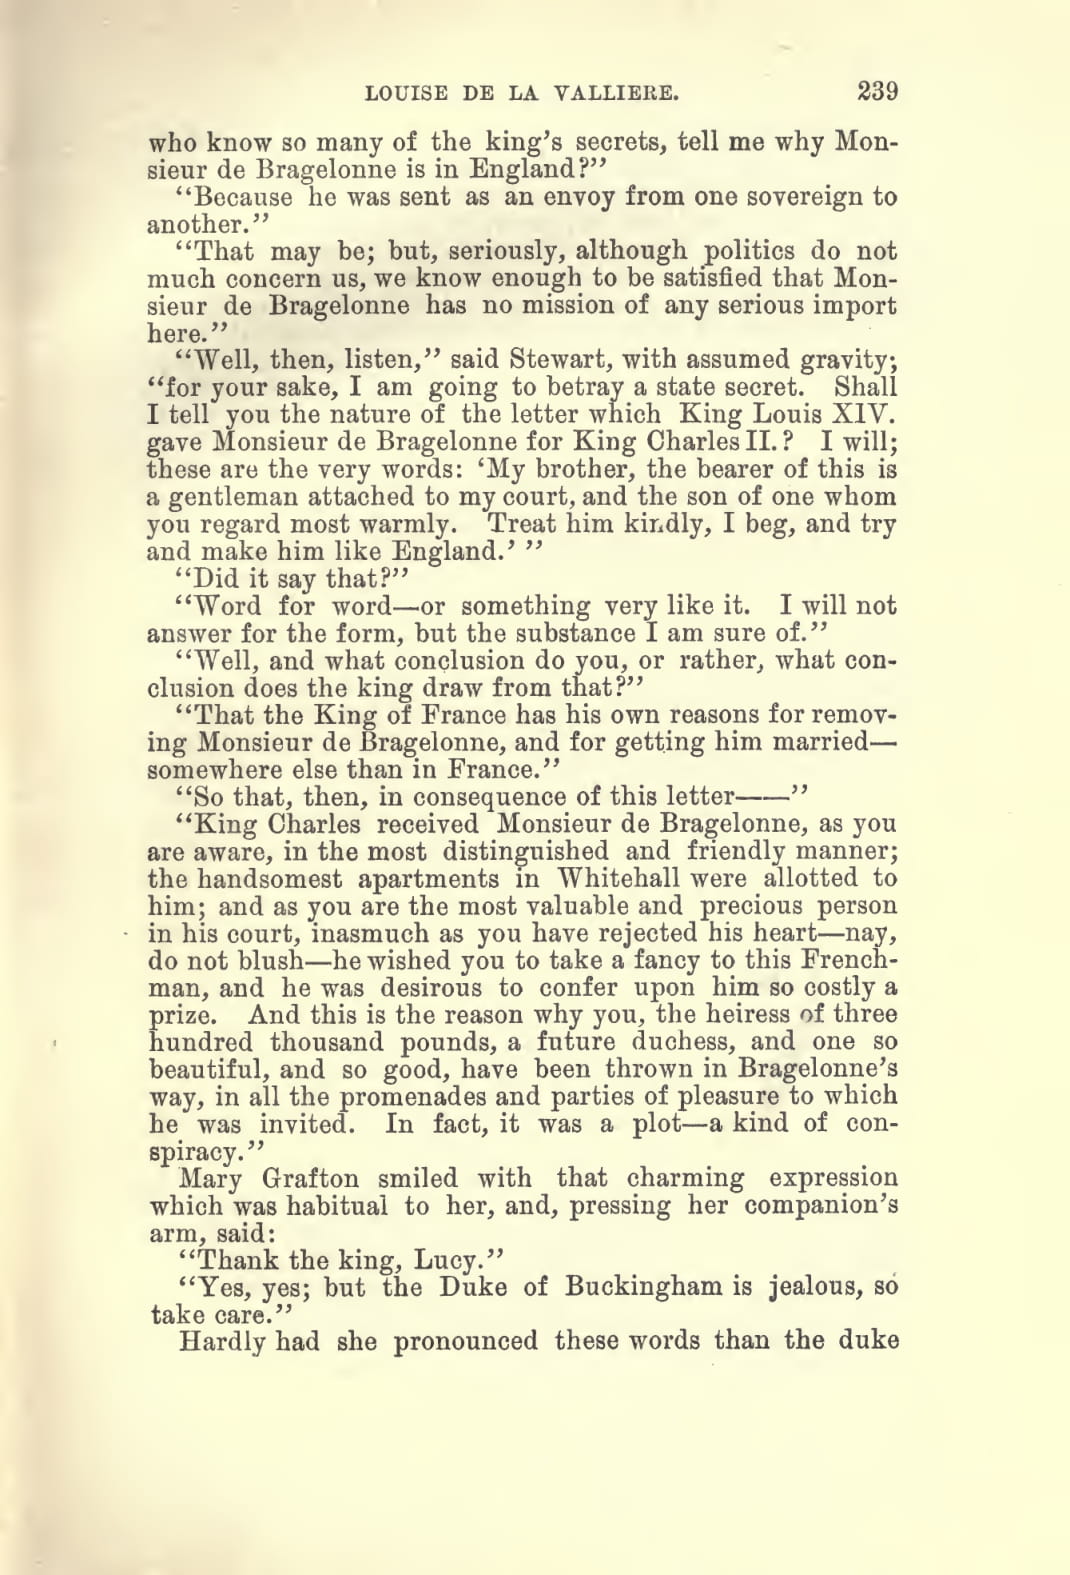 LOUISE DE LA VALLIERE. 239
who know so many of the king's secrets, tell me why Mon-
sieur de Bragelonne is in England?"
"Because he was sent as an envoy from one sovereign to
another."
"That may be; but, seriously, although politics do not
much concern us, we know enough to be satisfied that Mon-
sieur de Bragelonne has no mission of any serious import
here."
"Well, then, listen," said Stewart, with assumed gravity;
"for your sake, I am going to betray a state secret. Shall
I tell you the nature of the letter which King Louis XIV.
gave Monsieur de Bragelonne for King Charles II.? I will;
these are the very words: 'My brother, the bearer of this is
a gentleman attached to my court, and the son of one whom
you regard most warmly. Treat him kindly, I beg, and try
and make him like England.' "
"Did it say that?"
"Word for word—or something very like it. I will not
answer for the form, but the substance I am sure of."
"Well, and what conclusion do you, or rather, what con-
clusion does the king draw from that?"
"That the King of France has his own reasons for remov-
ing Monsieur de Bragelonne, and for getting him married—
somewhere else than in France."
"So that, then, in consequence of this letter——"
"King Charles received Monsieur de Bragelonne, as you
are aware, in the most distinguished and friendly manner;
the handsomest apartments in Whitehall were allotted to
him; and as you are the most valuable and precious person
in his court, inasmuch as you have rejected his heart—nay,
do not blush—he wished you to take a fancy to this French-
man, and he was desirous to confer upon him so costly a
prize. And this is the reason why you, the heiress of three
hundred thousand pounds, a future duchess, and one so
beautiful, and so good, have been thrown in Bragelonne's
way, in all the promenades and parties of pleasure to which
he was invited. In fact, it was a plot—a kind of con-
spiracy."
Mary Grafton smiled with that charming expression
which was habitual to her, and, pressing her companion's
arm, said:
"Thank the king, Lucy."
"Yes, yes; but the Duke of Buckingham is jealous, so
take care."
Hardly had she pronounced these words than the duke